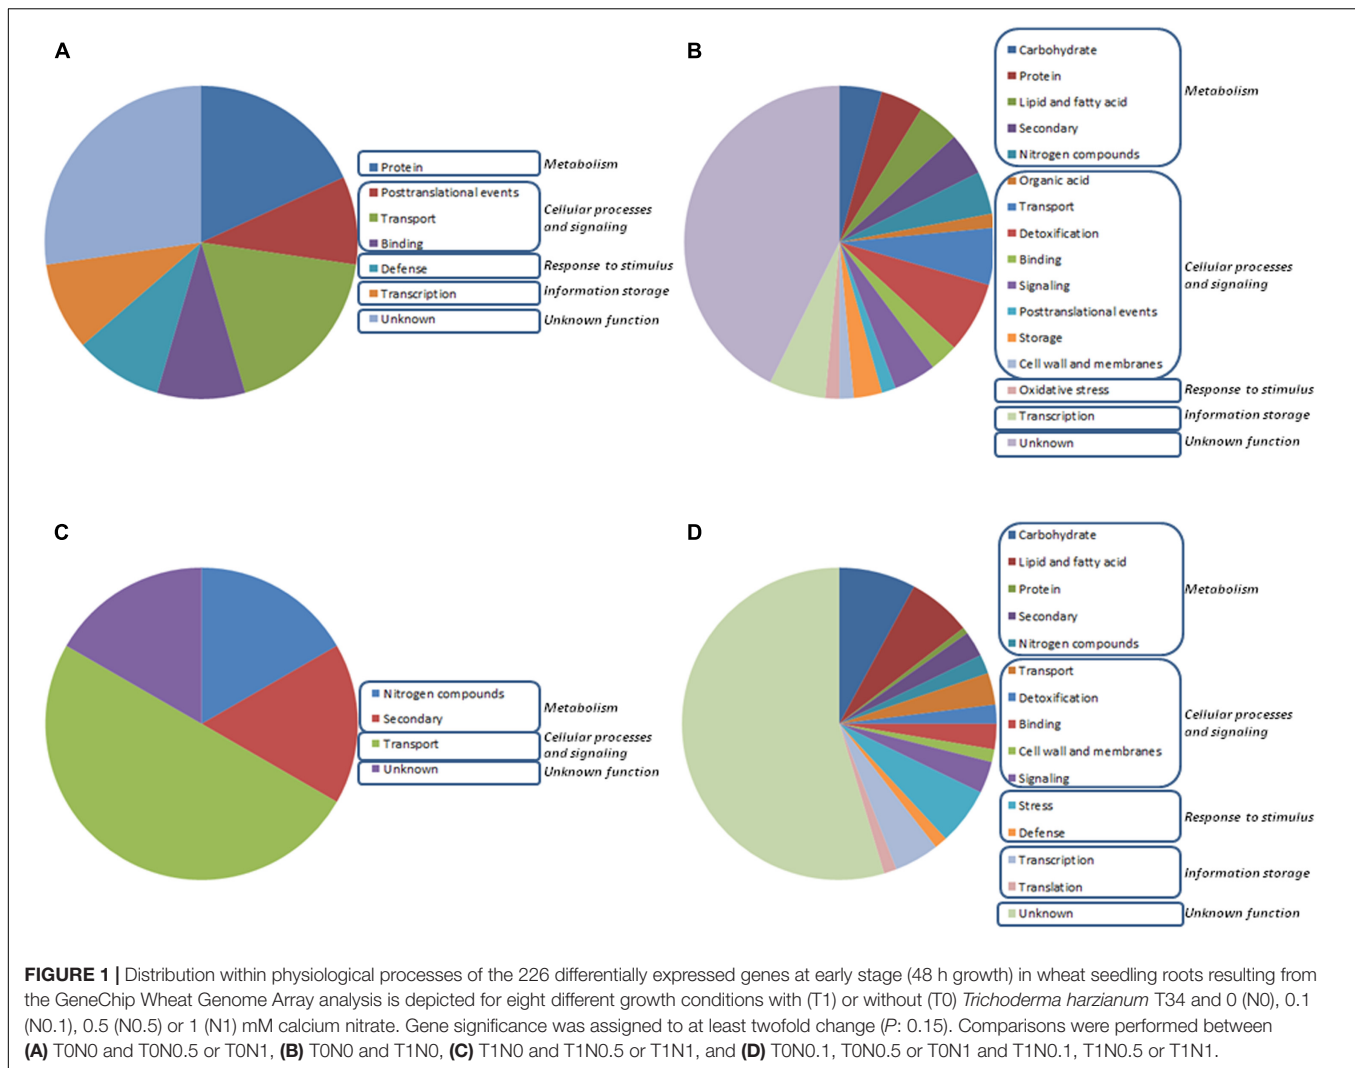 A
Protein
Metabolism
Posttranslational events
Transport
Binding
Cellular processes
and signaling
Defense
Response to stimulus
Transcription
Information storage
Unknown
Unknown function
B
Carbohydrate
Protein
Lipid and fatty acid
Secondary
Nitrogen compounds
Metabolism
Organic acid
Transport
Detoxification
Binding
Signaling
Posttranslational events
Storage
Cell wall and membranes
Cellular processes
and signaling
Oxidative stress
Response to stimulus
Transcription
Information storage
Unknown
Unknown function
C
Nitrogen compounds
Secondary
Metabolism
Transport
Cellular processes
and signaling
Unknown
Unknown function
D
Carbohydrate
Lipid and fatty acid
Protein
Secondary
Nitrogen compounds
Metabolism
Transport
Detoxification
Binding
Cell wall and membranes
Signaling
Cellular processes
and signaling
Stress
Defense
Response to stimulus
Transcription
Translation
Information storage
Unknown
Unknown function
FIGURE 1 | Distribution within physiological processes of the 226 differentially expressed genes at early stage (48 h growth) in wheat seedling roots resulting from
the GeneChip Wheat Genome Array analysis is depicted for eight different growth conditions with (T1) or without (T0) Trichoderma harzianum T34 and 0 (N0), 0.1
(N0.1), 0.5 (N0.5) or 1 (N1) mM calcium nitrate. Gene significance was assigned to at least twofold change (P: 0.15). Comparisons were performed between
(A) T0N0 and T0N0.5 or T0N1, (B) T0N0 and T1N0, (C) T1N0 and T1N0.5 or T1N1, and (D) T0N0.1, T0N0.5 or T0N1 and T1N0.1, T1N0.5 or T1N1.